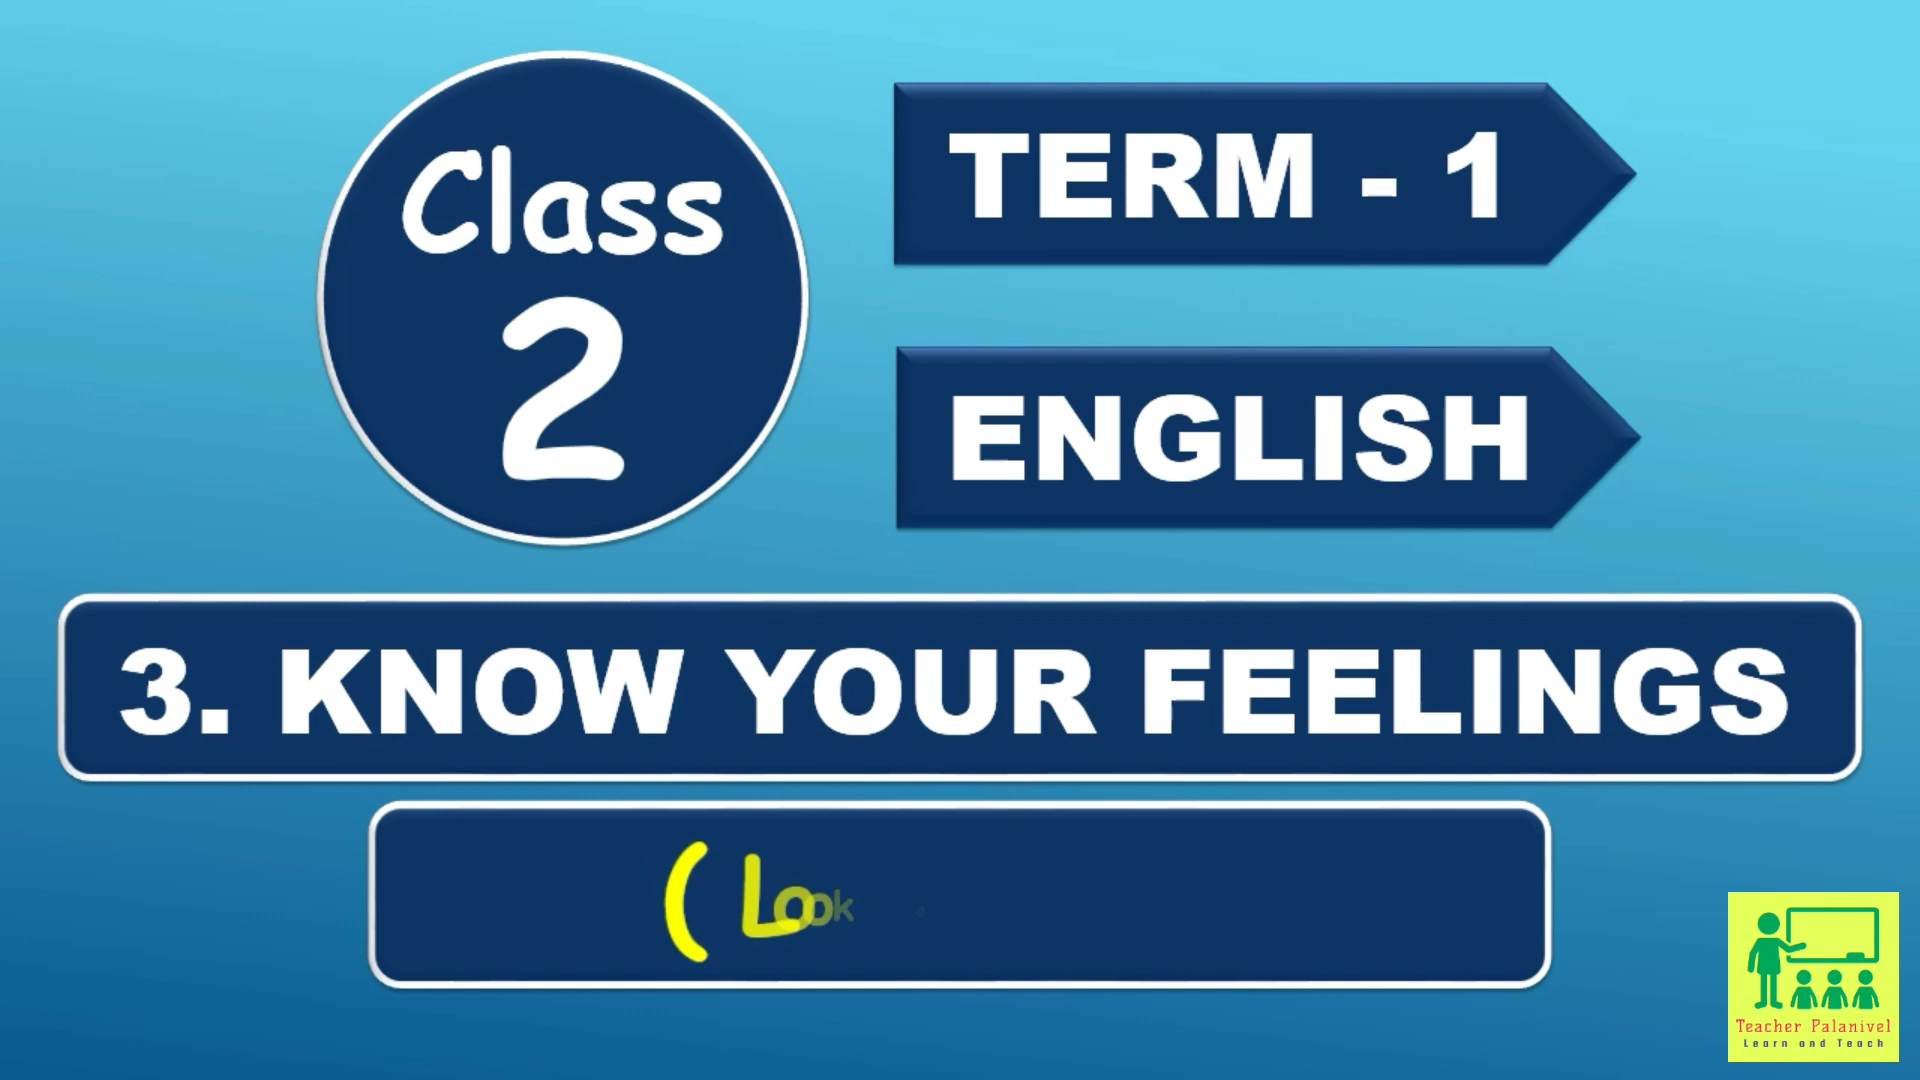 Class
2
TERM - 1
ENGLISH
3. KNOW YOUR FEELINGS
( Look
Teacher Palanivel
Learn and Teach